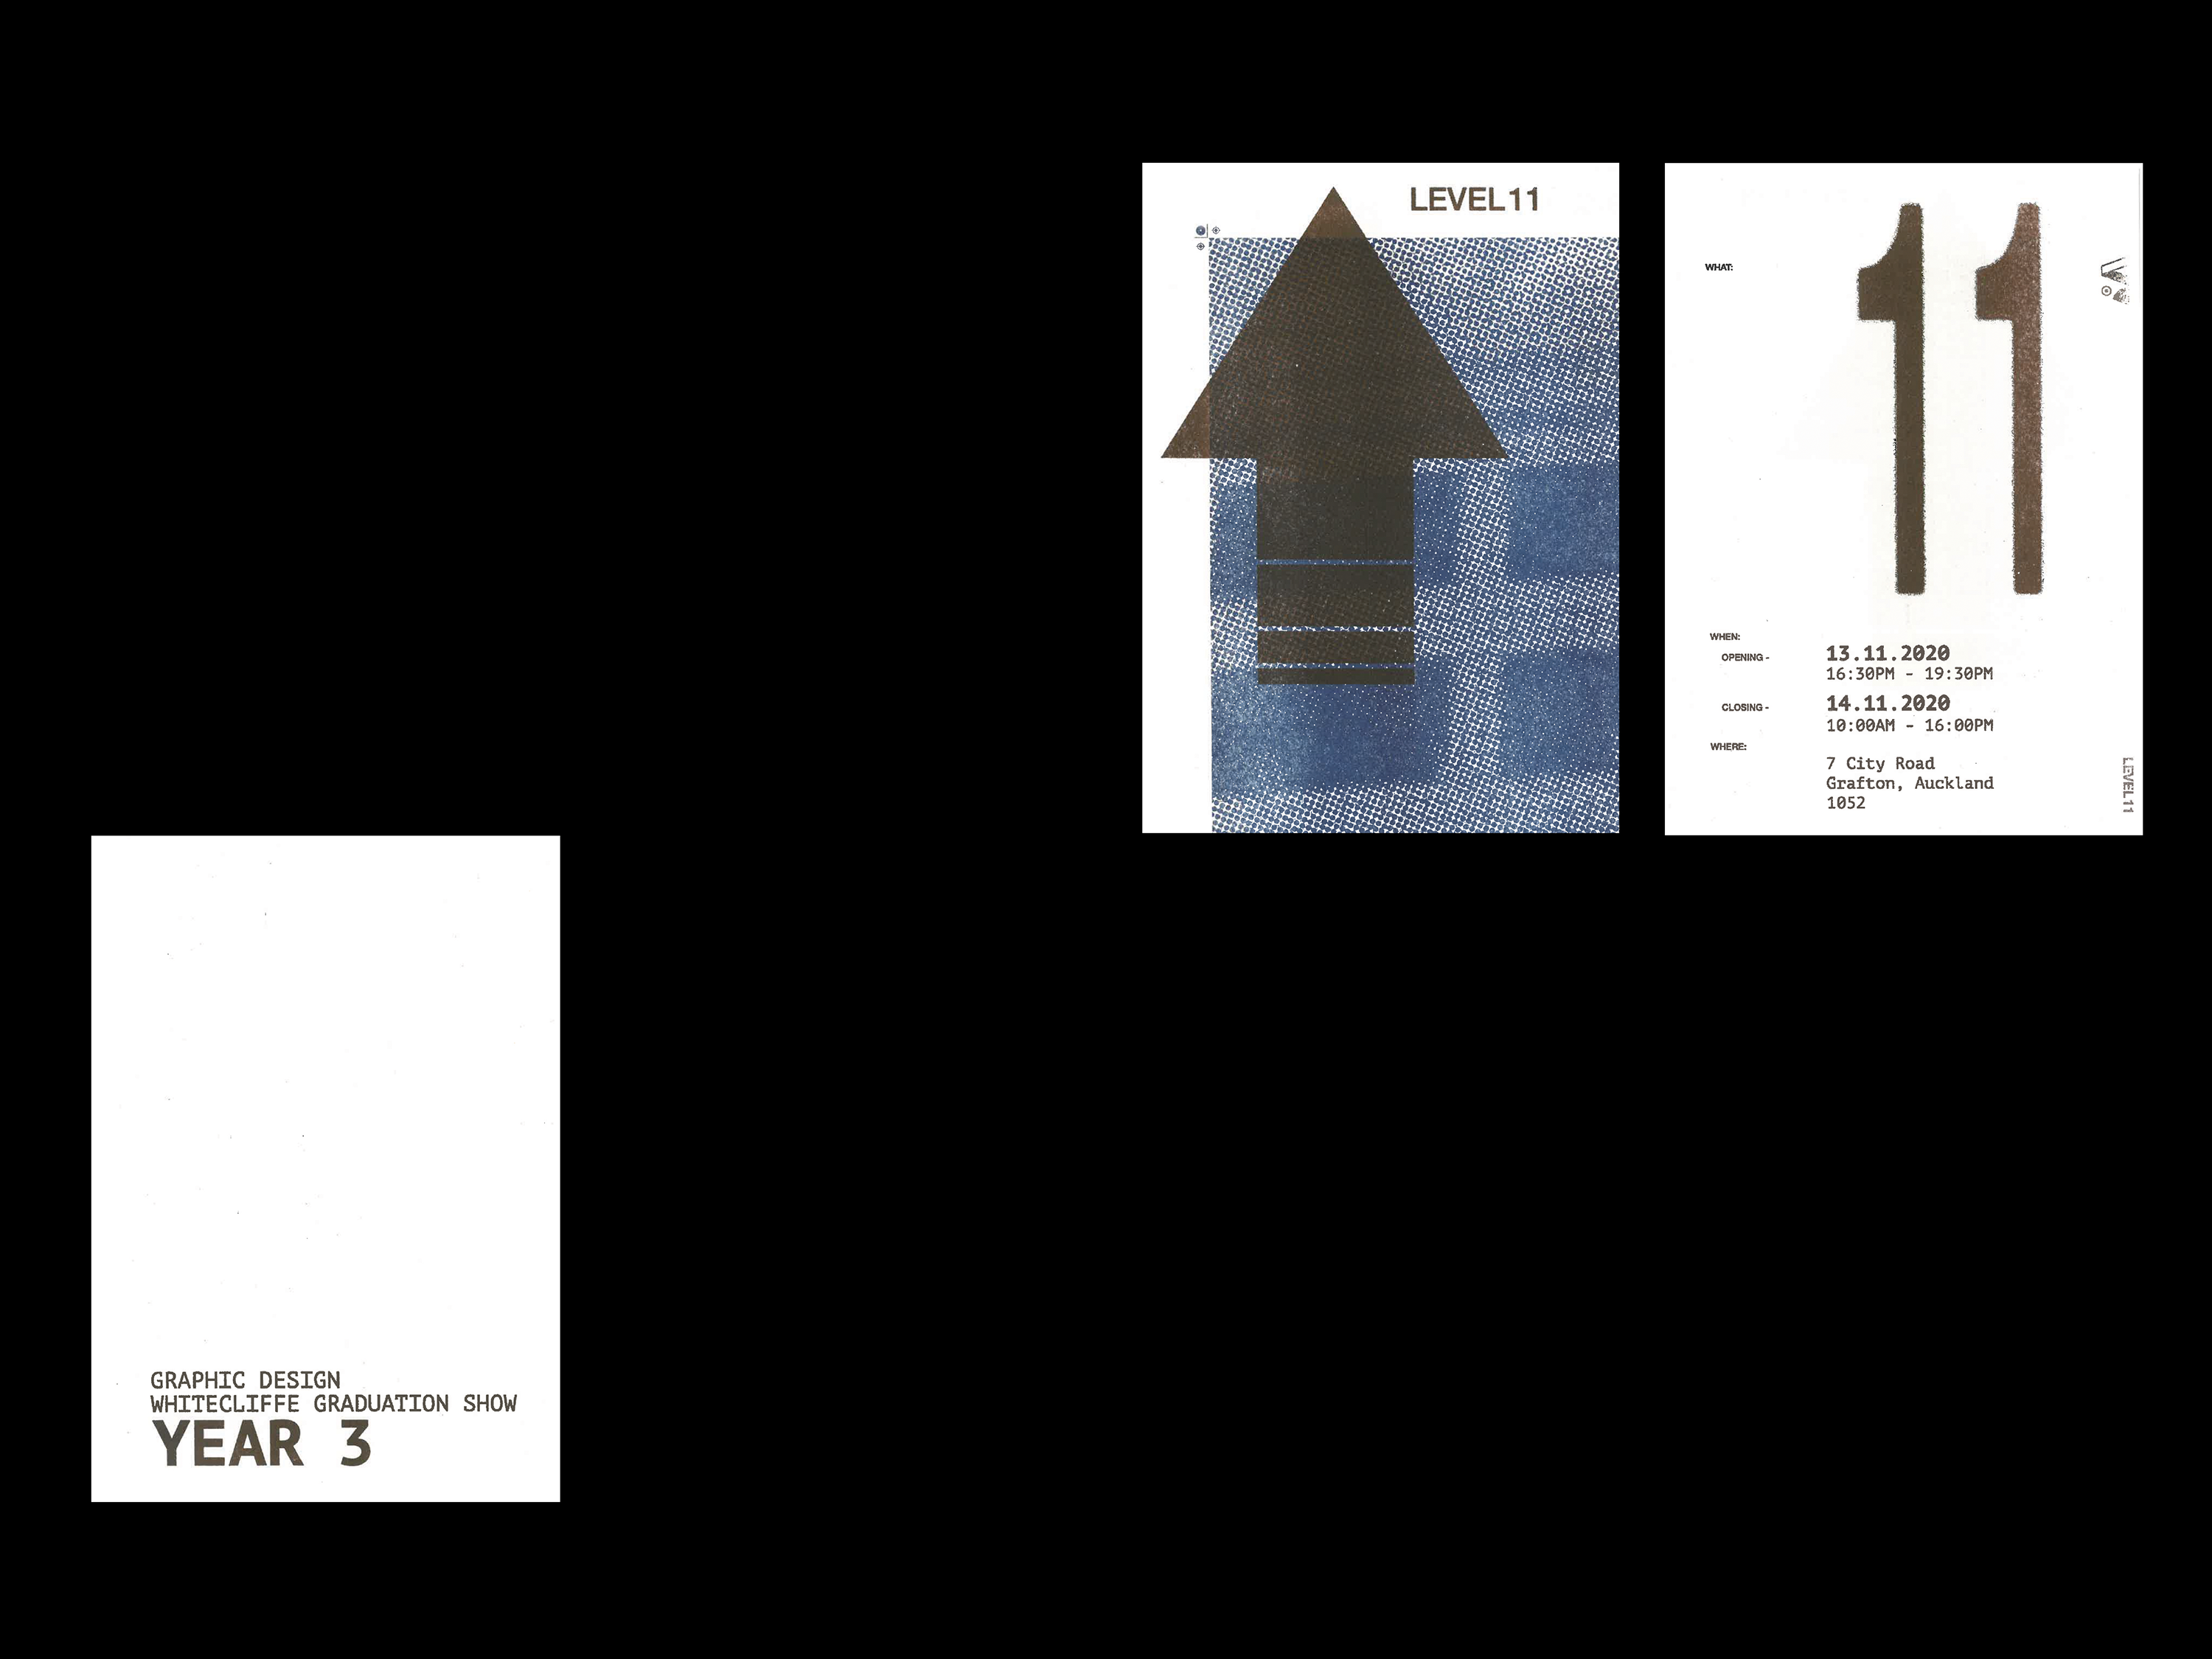 LEVEL11
WHAT:
11
WHEN:
OPENING -
13.11.2020
16:30PM - 19:30PM
CLOSING -
14.11.2020
10:00AM - 16:00PM
WHERE:
7 City Road
Grafton, Auckland
1052
LEVEL11
GRAPHIC DESIGN
WHITECLIFFE GRADUATION SHOW
YEAR 3